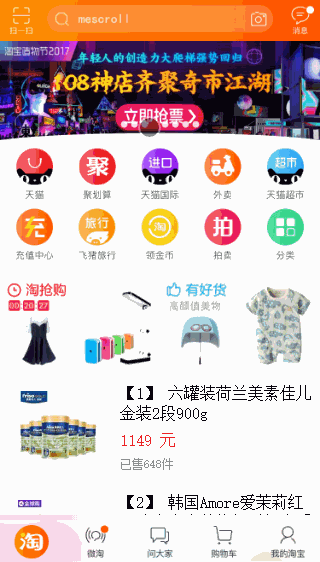 mescroll
扫一扫
消息
淘宝造物节2017
年轻人的创造力大爬梯强势回归
108神店齐聚奇市江湖
立即抢票
聚
进口
超市
天猫
聚划算
天猫国际
外卖
天猫超市
充
旅行
淘
拍
充值中心
飞猪旅行
领金币
拍卖
分类
淘抢购
00:20:27
有好货
高颜值美物
【1】 六罐装荷兰美素佳儿
金装2段900g
1149 元
已售648件
【2】 韩国Amore爱茉莉红
淘
微淘
问大家
购物车
我的淘宝